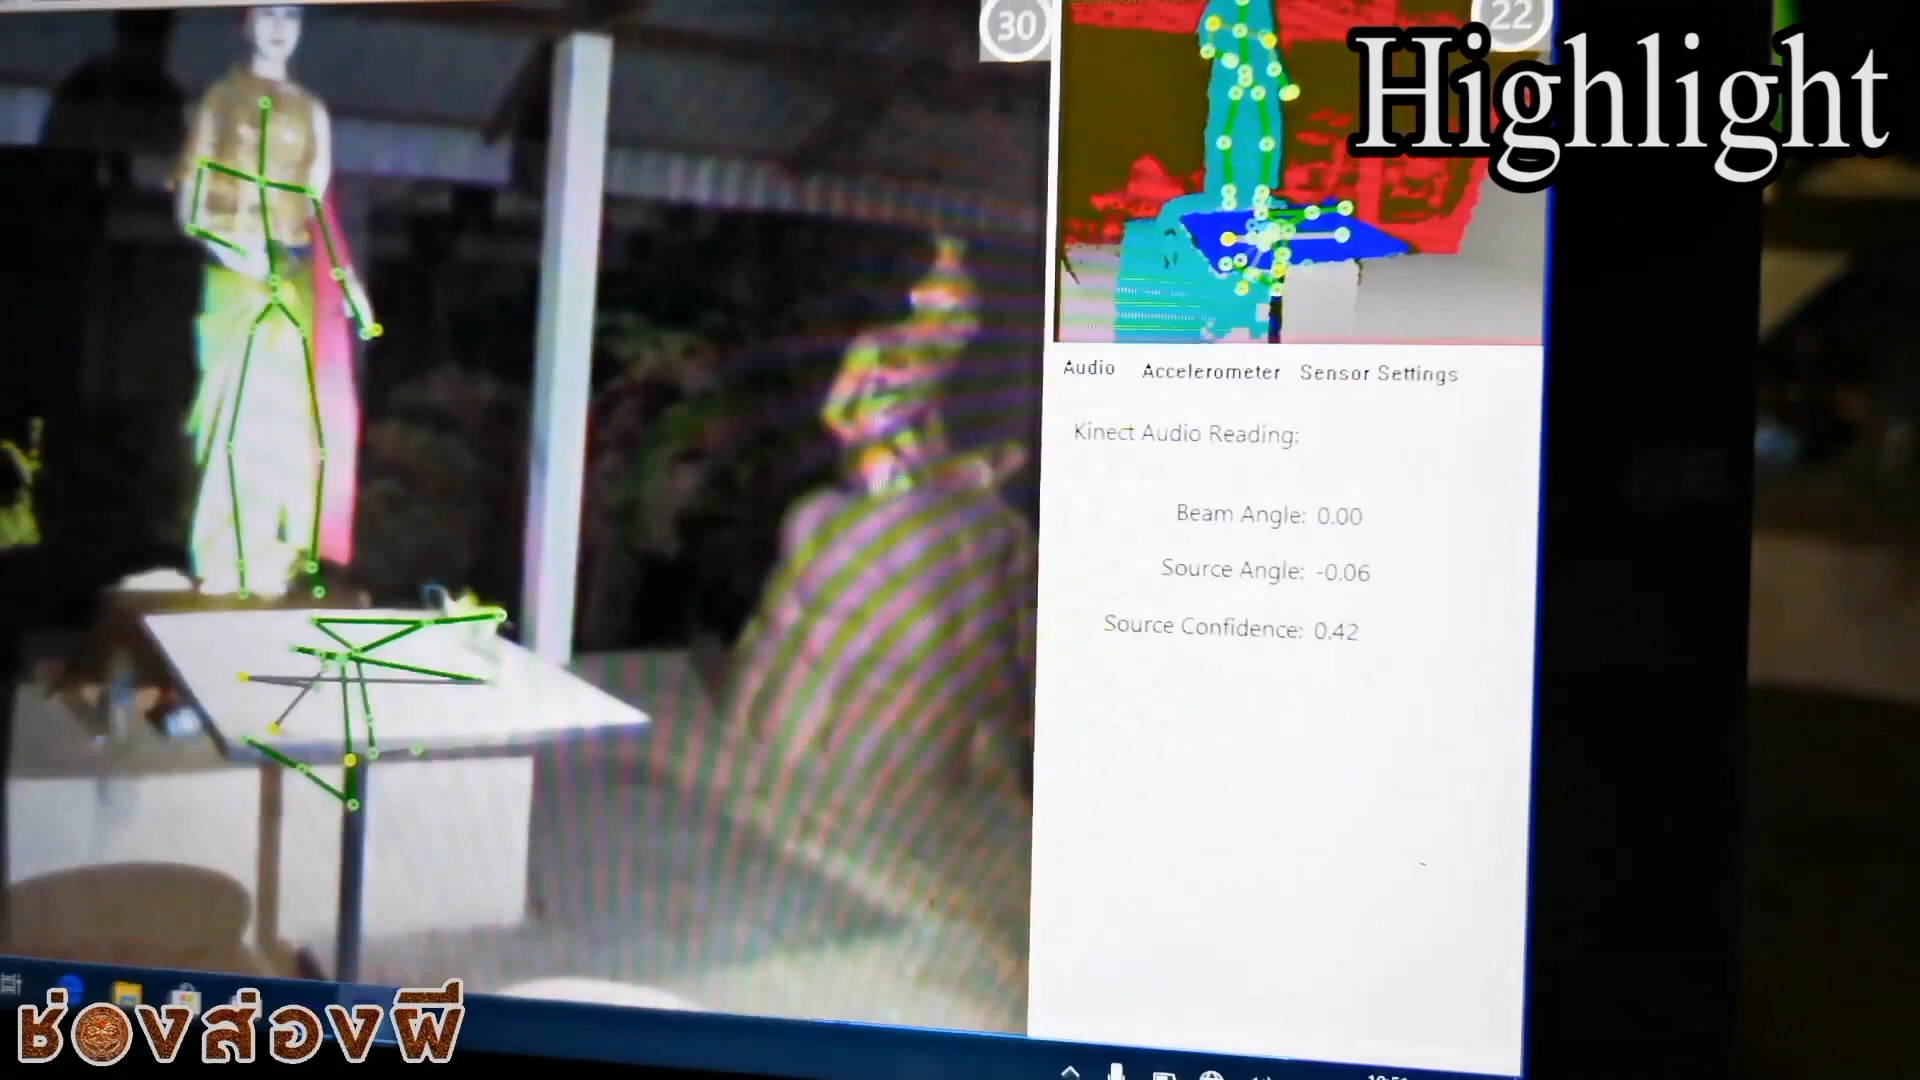 30
22
Highlight
Audio Accelerometer Sensor Settings
Kinect Audio Reading:
Beam Angle: 0.00
Source Angle: -0.06
Source Confidence: 0.42
ช่องส่องผี